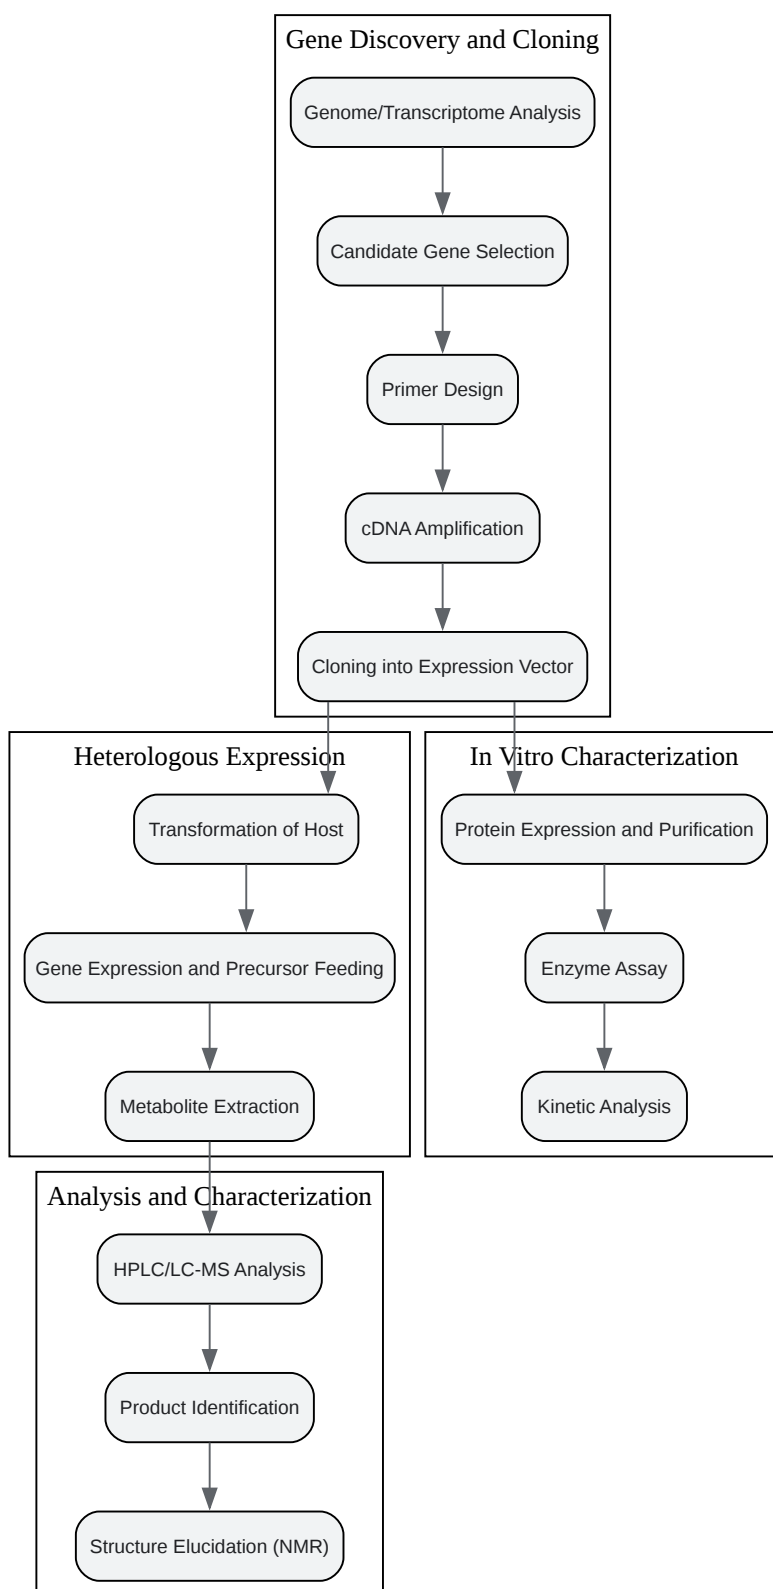 Gene Discovery and Cloning
Genome/Transcriptome Analysis
Candidate Gene Selection
Primer Design
cDNA Amplification
Cloning into Expression Vector
Heterologous Expression
Transformation of Host
Gene Expression and Precursor Feeding
Metabolite Extraction
In Vitro Characterization
Protein Expression and Purification
Enzyme Assay
Kinetic Analysis
Analysis and Characterization
HPLC/LC-MS Analysis
Product Identification
Structure Elucidation (NMR)